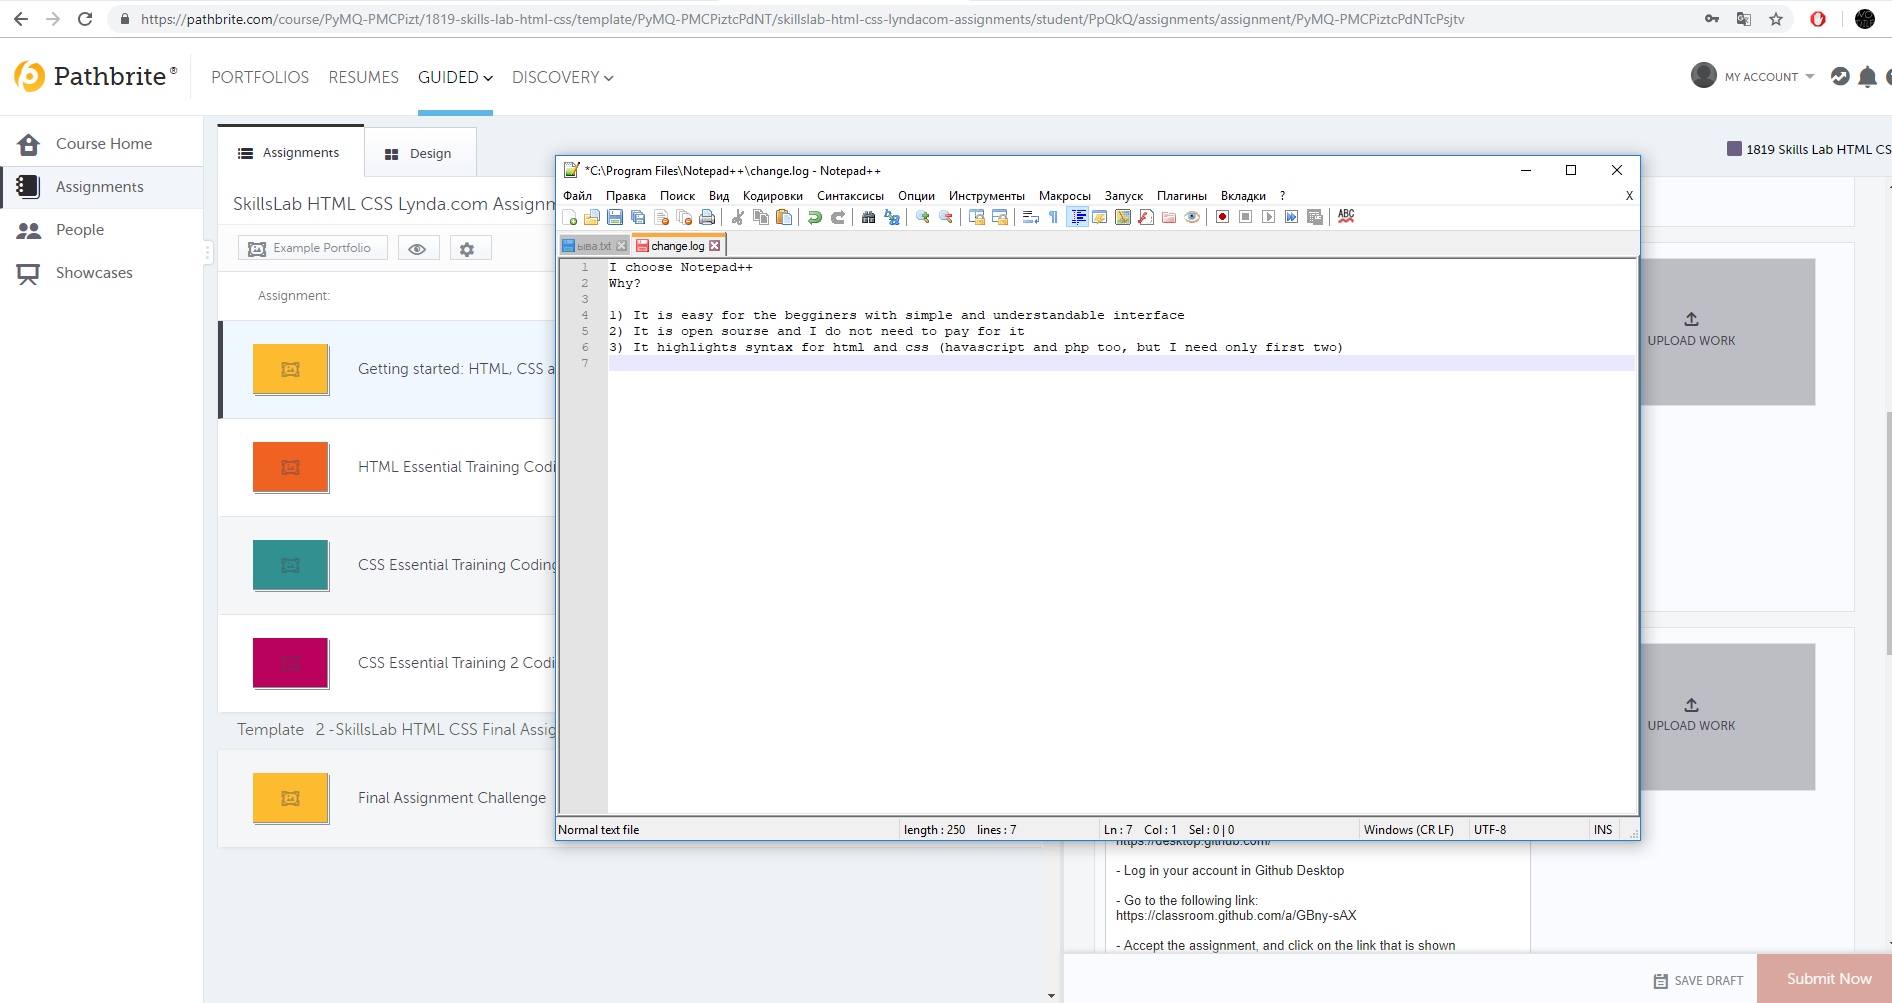 https://pathbrite.com/course/PyMQ-PMCPizt/1819-skills-lab-html-css/template/PyMQ-PMCPiztcPdNT/skillslab-html-css-lyndacom-assignments/student/PpQkQ/assignments/assignment/PyMQ-PMCPiztcPdNTcPsjtv
Pathbrite®
PORTFOLIOS RESUMES GUIDED DISCOVERY
MY ACCOUNT
Course Home
Assignments
People
Showcases
Assignments Design
1819 Skills Lab HTML CS
SkillsLab HTML CSS Lynda.com Assignm
Example Portfolio
Assignment:
Getting started: HTML, CSS a
HTML Essential Training Codi
CSS Essential Training Coding
CSS Essential Training 2 Codi
Template 2 -SkillsLab HTML CSS Final Assig
Final Assignment Challenge
*C:\Program Files\Notepad++\change.log - Notepad++
Файл Правка Поиск Вид Кодировки Синтаксисы Опции Инструменты Макросы Запуск Плагины Вкладки ? X
ABC
ыва.txt change.log
1 I choose Notepad++
2 Why?
3
4 1) It is easy for the begginers with simple and understandable interface
5 2) It is open sourse and I do not need to pay for it
6 3) It highlights syntax for html and css (havascript and php too, but I need only first two)
7
Normal text file length : 250 lines : 7 Ln : 7 Col : 1 Sel : 0 | 0 Windows (CR LF) UTF-8 INS
UPLOAD WORK
UPLOAD WORK
https://desktop.github.com/
- Log in your account in Github Desktop
- Go to the following link:
https://classroom.github.com/a/GBny-sAX
- Accept the assignment, and click on the link that is shown
SAVE DRAFT Submit Now